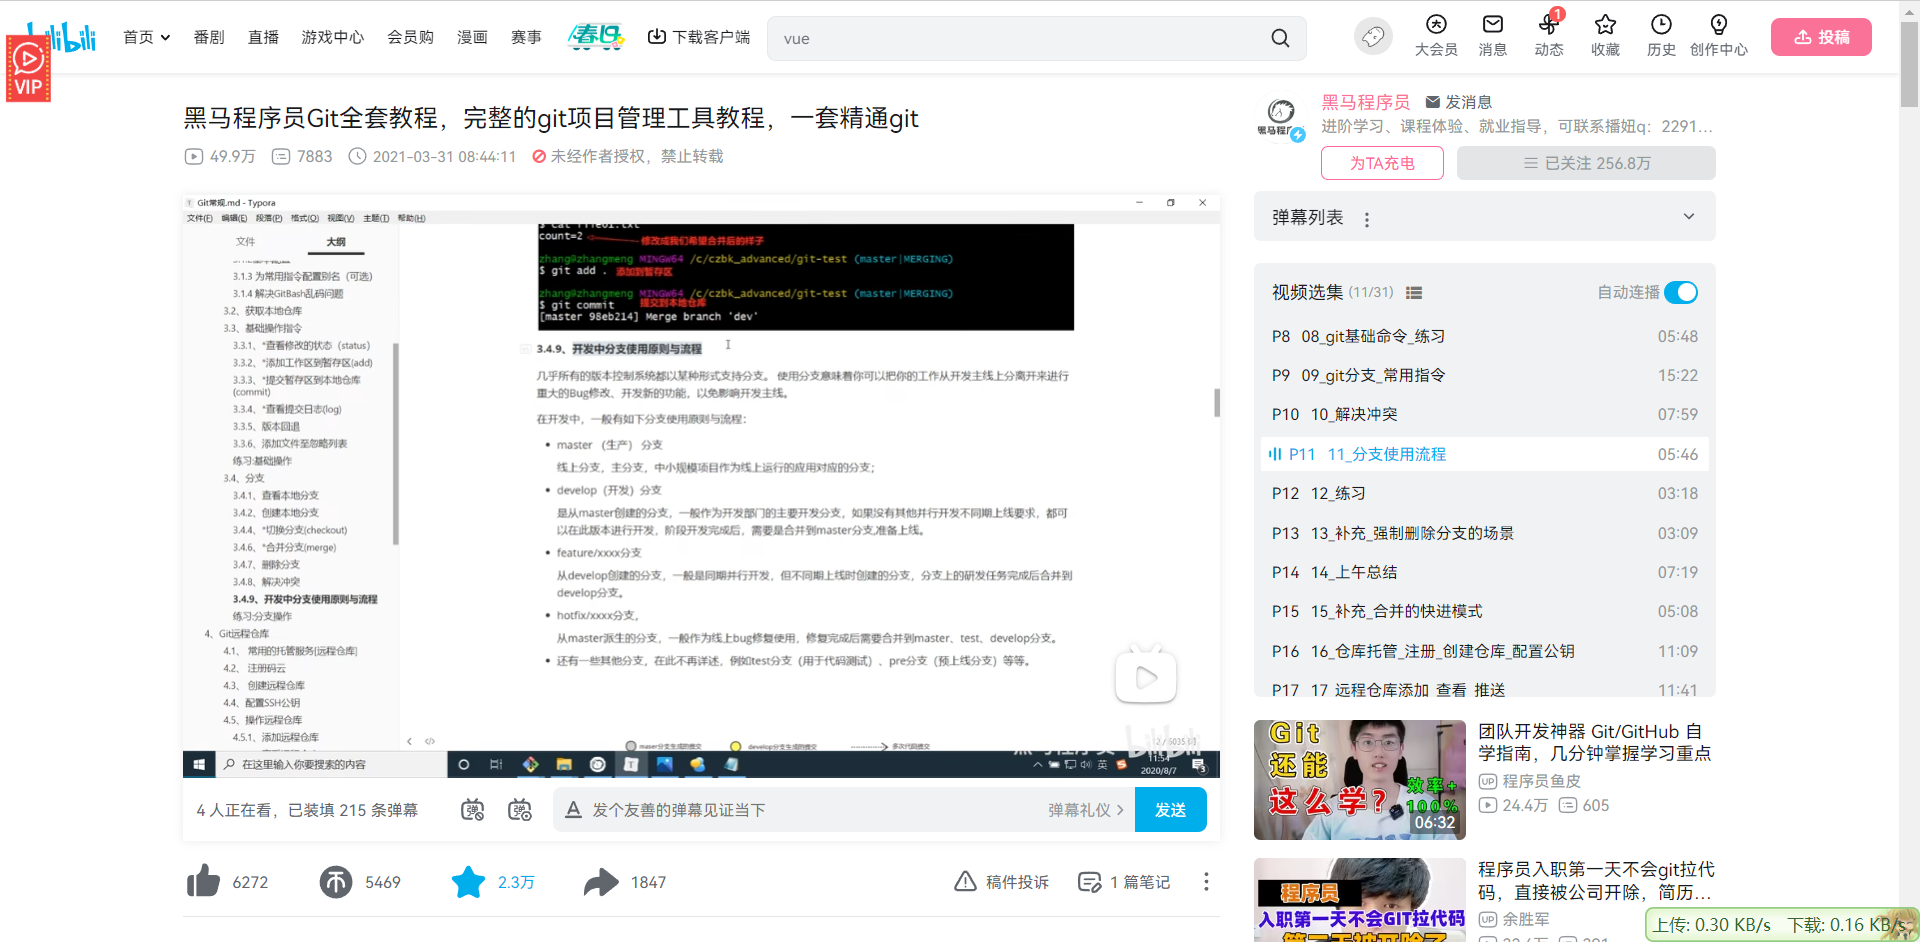 bilibili
VIP
首页
番剧
直播
游戏中心
会员购
漫画
赛事
下载客户端
vue
大会员
消息
1
动态
收藏
历史
创作中心
投稿
黑马程序员Git全套教程，完整的git项目管理工具教程，一套精通git
49.9万 7883 2021-03-31 08:44:11 未经作者授权，禁止转载
黑马程序员 发消息
进阶学习、课程体验、就业指导，可联系播妞q：2291...
为TA充电
已关注 256.8万
弹幕列表
视频选集 (11/31)
自动连播
P8 08_git基础命令_练习 05:48
P9 09_git分支_常用指令 15:22
P10 10_解决冲突 07:59
P11 11_分支使用流程 05:46
P12 12_练习 03:18
P13 13_补充_强制删除分支的场景 03:09
P14 14_上午总结 07:19
P15 15_补充_合并的快进模式 05:08
P16 16_仓库托管_注册_创建仓库_配置公钥 11:09
P17 17_远程仓库添加_查看_推送 11:41
Git常规.md - Typora
文件(F) 编辑(E) 段落(P) 格式(O) 视图(V) 主题(T) 帮助(H)
文件 大纲
3.1.3 为常用指令配置别名（可选）
3.1.4 解决GitBash乱码问题
3.2、获取本地仓库
3.3、基础操作指令
3.3.1、*查看修改的状态（status）
3.3.2、*添加工作区到暂存区(add)
3.3.3、*提交暂存区到本地仓库
(commit)
3.3.4、*查看提交日志(log)
3.3.5、版本回退
3.3.6、添加文件至忽略列表
练习:基础操作
3.4、分支
3.4.1、查看本地分支
3.4.2、创建本地分支
3.4.4、*切换分支(checkout)
3.4.6、*合并分支(merge)
3.4.7、删除分支
3.4.8、解决冲突
3.4.9、开发中分支使用原则与流程
练习:分支操作
4、Git远程仓库
4.1、 常用的托管服务[远程仓库]
4.2、 注册码云
4.3、 创建远程仓库
4.4、配置SSH公钥
4.5、操作远程仓库
4.5.1、添加远程仓库
count=2 修改成我们希望合并后的样子
zhang@zhangmeng MINGW64 /c/czbk_advanced/git-test (master|MERGING)
$ git add . 添加到暂存区
zhang@zhangmeng MINGW64 /c/czbk_advanced/git-test (master|MERGING)
$ git commit 提交到本地仓库
[master 98eb214] Merge branch 'dev'
3.4.9、开发中分支使用原则与流程
几乎所有的版本控制系统都以某种形式支持分支。 使用分支意味着你可以把你的工作从开发主线上分离开来进行
重大的Bug修改、开发新的功能，以免影响开发主线。
在开发中，一般有如下分支使用原则与流程：
• master （生产） 分支
线上分支，主分支，中小规模项目作为线上运行的应用对应的分支；
• develop（开发）分支
是从master创建的分支，一般作为开发部门的主要开发分支，如果没有其他并行开发不同期上线要求，都可
以在此版本进行开发，阶段开发完成后，需要是合并到master分支,准备上线。
• feature/xxxx分支
从develop创建的分支，一般是同期并行开发，但不同期上线时创建的分支，分支上的研发任务完成后合并到
develop分支。
• hotfix/xxxx分支，
从master派生的分支，一般作为线上bug修复使用，修复完成后需要合并到master、test、develop分支。
• 还有一些其他分支，在此不再详述，例如test分支（用于代码测试）、pre分支（预上线分支）等等。
master分支生成的提交 develop分支生成的提交 多次代码提交
bilibili
在这里输入你要搜索的内容
英
11:54
2020/8/7
3
4 人正在看，已装填 215 条弹幕
发个友善的弹幕见证当下
弹幕礼仪
发送
6272
5469
2.3万
1847
稿件投诉
1 篇笔记
Git
还能
这么学？
效率+
100%
06:32
团队开发神器 Git/GitHub 自
学指南，几分钟掌握学习重点
UP 程序员鱼皮
24.4万 605
程序员
入职第一天不会GIT拉代码
程序员入职第一天不会git拉代
码，直接被公司开除，简历...
UP 余胜军
上传: 0.30 KB/s 下载: 0.16 KB/s